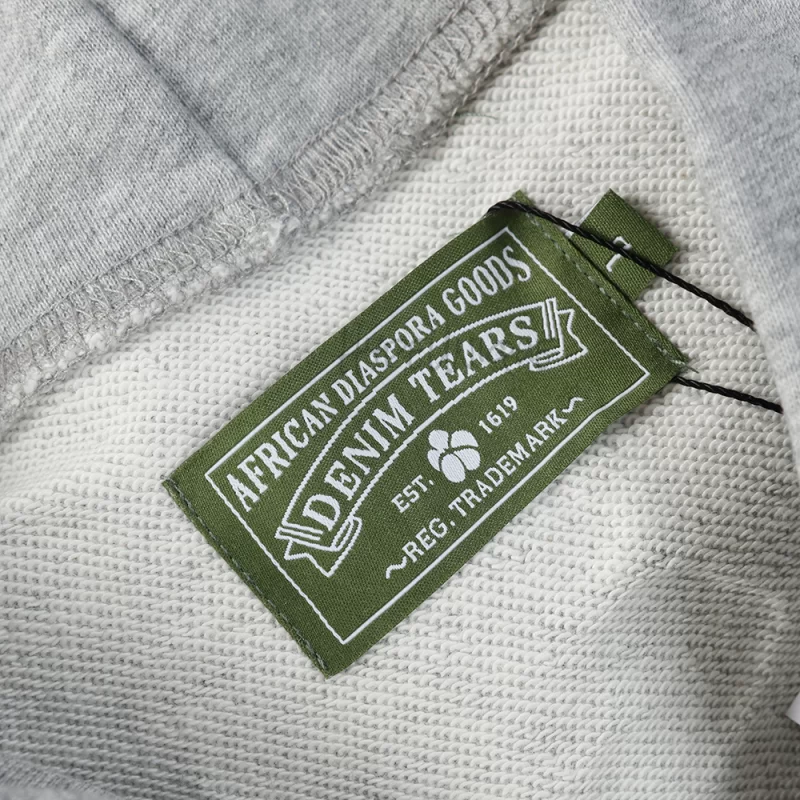 AFRICAN DIASPORA GOODS
DENIM TEARS
EST. 1619
~REG. TRADEMARK~